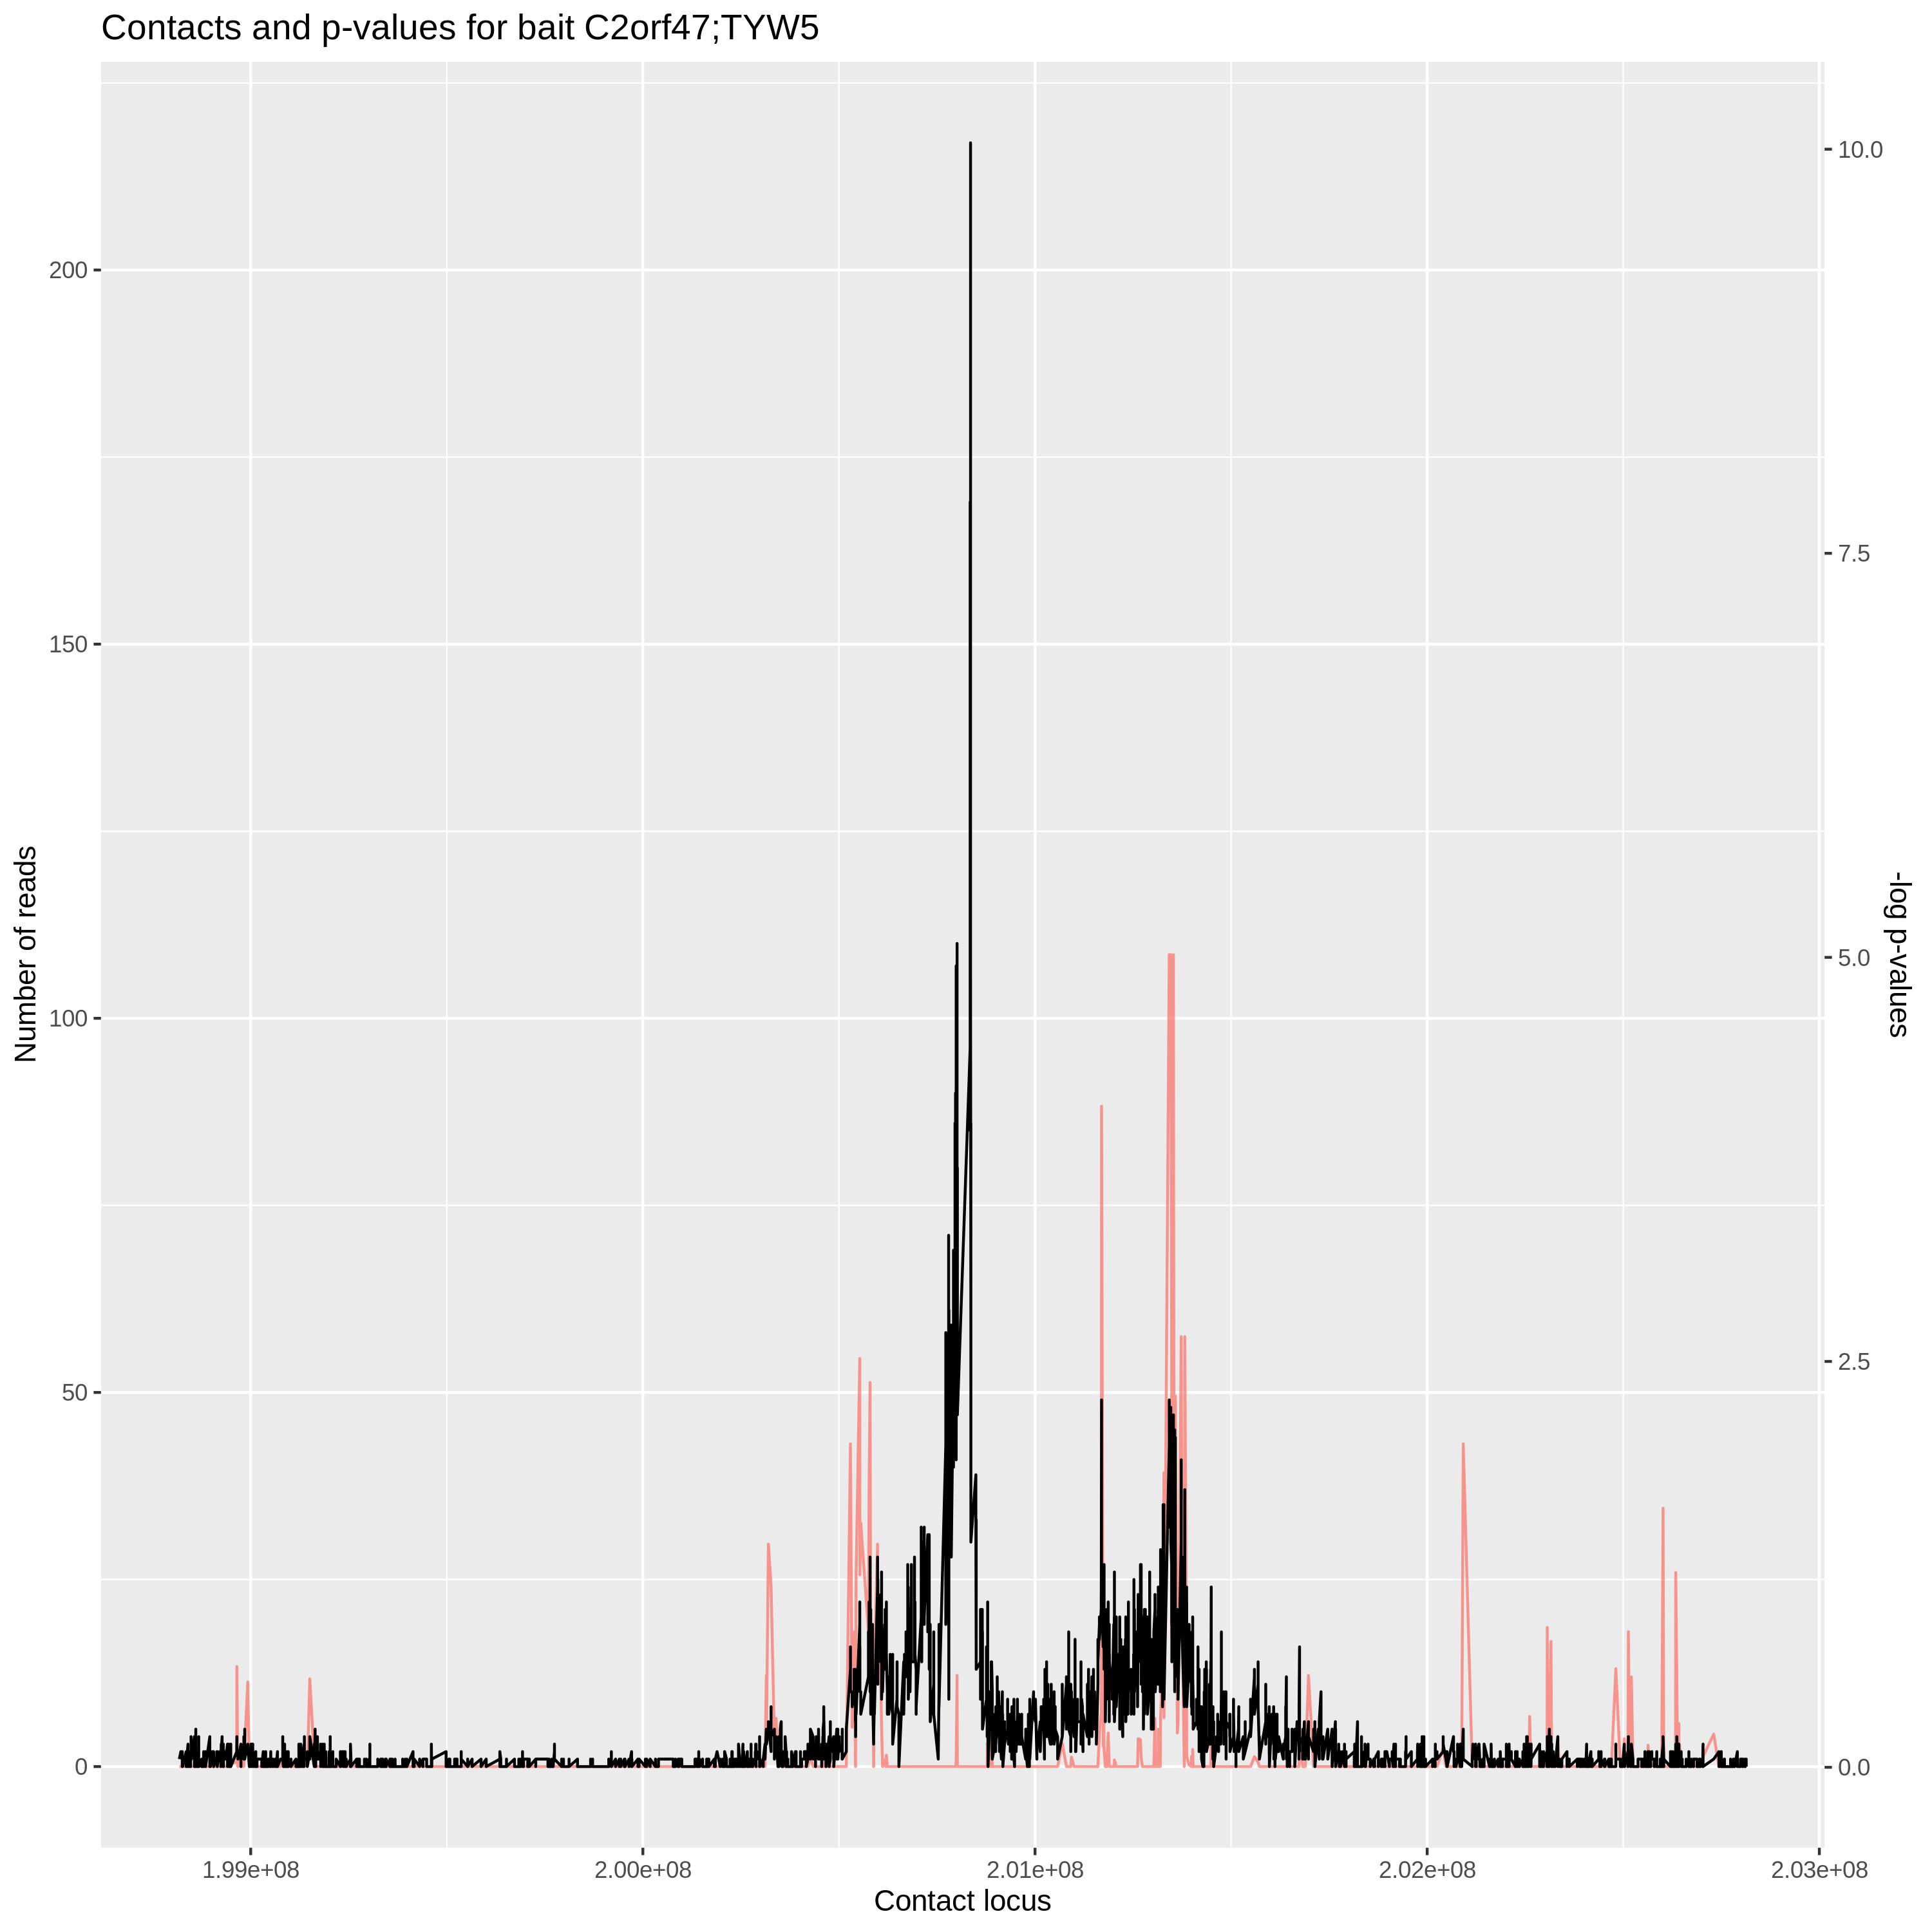 Contacts and p-values for bait C2orf47;TYW5
200
150
100
50
0
Number of reads
10.0
7.5
5.0
2.5
0.0
-log p-values
1.99e+08
2.00e+08
2.01e+08
2.02e+08
2.03e+08
Contact locus